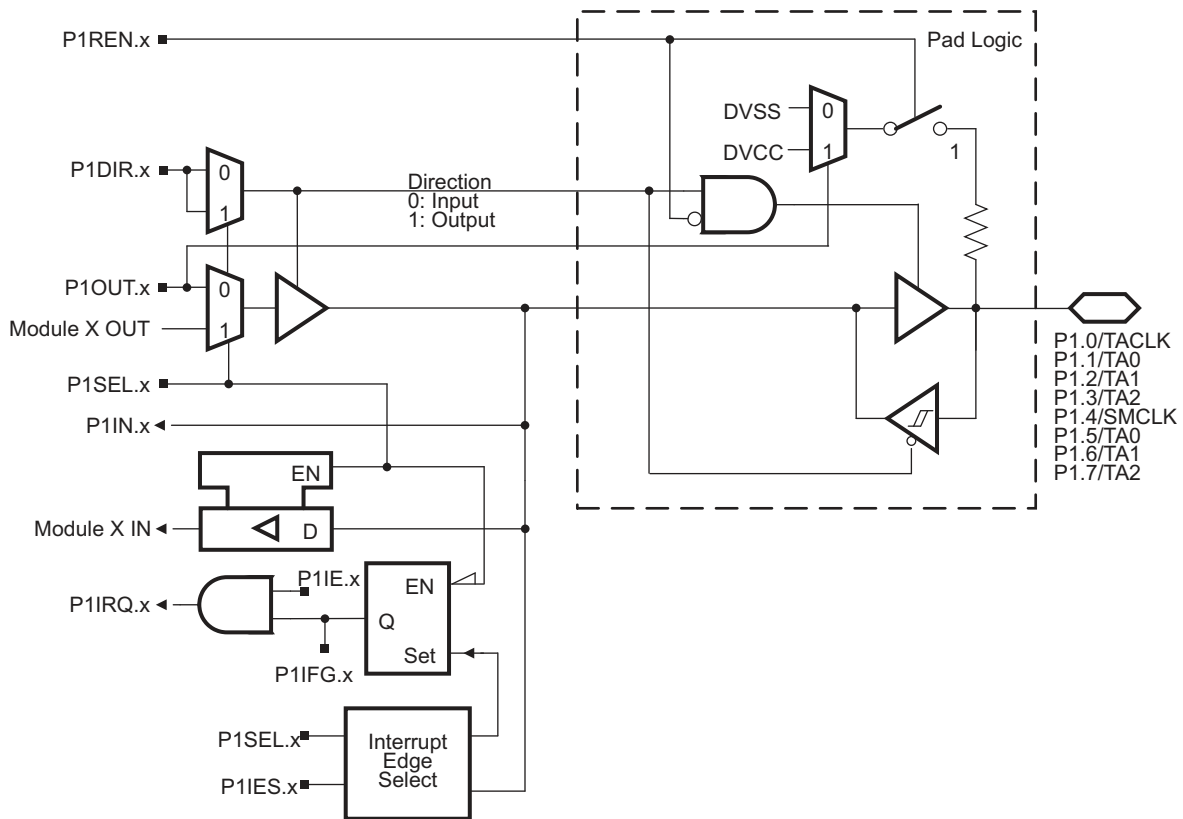 P1REN.x
Pad Logic
DVSS
0
DVCC
1
1
P1DIR.x
0
1
Direction
0: Input
1: Output
P1OUT.x
0
Module X OUT
1
P1SEL.x
P1IN.x
P1.0/TACLK
P1.1/TA0
P1.2/TA1
P1.3/TA2
P1.4/SMCLK
P1.5/TA0
P1.6/TA1
P1.7/TA2
EN
Module X IN
D
P1IE.x
EN
P1IRQ.x
Q
Set
P1IFG.x
P1SEL.x
Interrupt
Edge
Select
P1IES.x